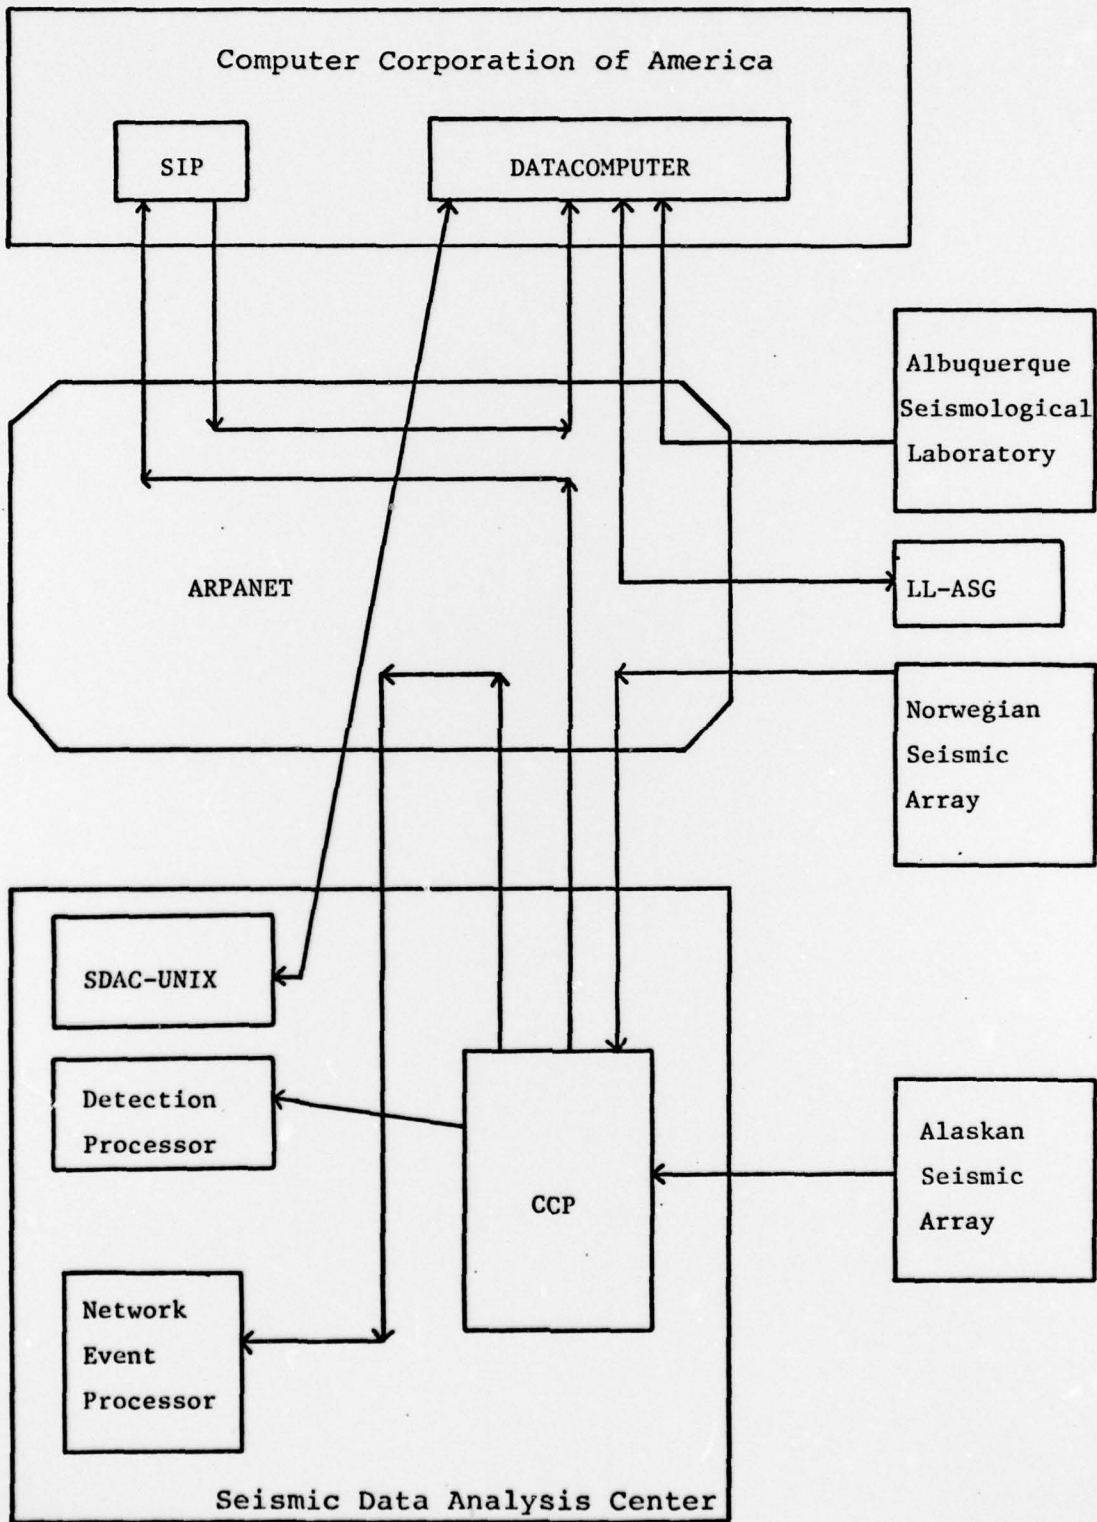 Computer Corporation of America
SIP
DATACOMPUTER
Albuquerque
Seismological
Laboratory
ARPANET
LL-ASG
Norwegian
Seismic
Array
SDAC-UNIX
Detection
Processor
CCP
Alaskan
Seismic
Array
Network
Event
Processor
Seismic Data Analysis Center